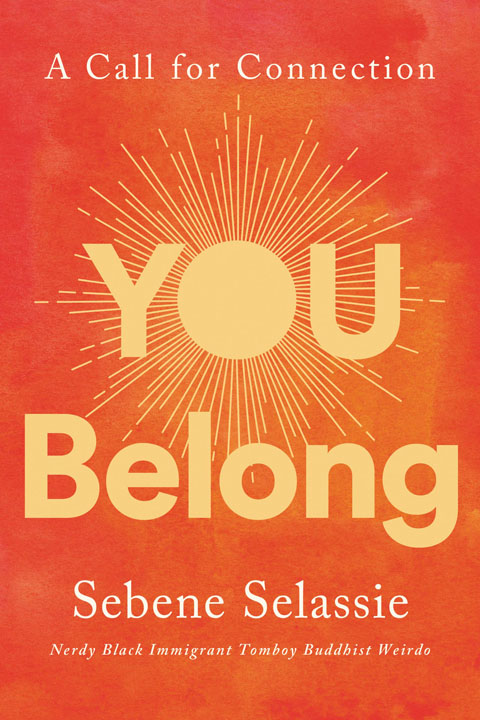 A Call for Connection
YOU
Belong
Sebene Selassie
Nerdy Black Immigrant Tomboy Buddhist Weirdo